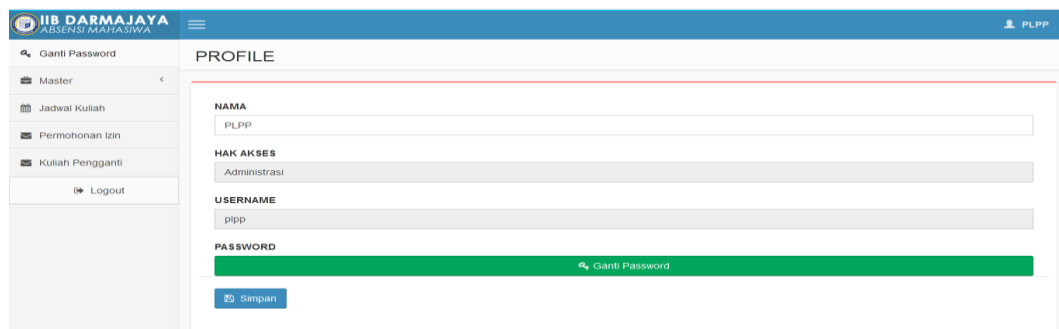 IIB DARMAJAYA
ABSENSI MAHASIWA
PLPP
Ganti Password
Master
Jadwal Kuliah
Permohonan Izin
Kuliah Pengganti
Logout
PROFILE
NAMA
PLPP
HAK AKSES
Administrasi
USERNAME
plpp
PASSWORD
Ganti Password
Simpan